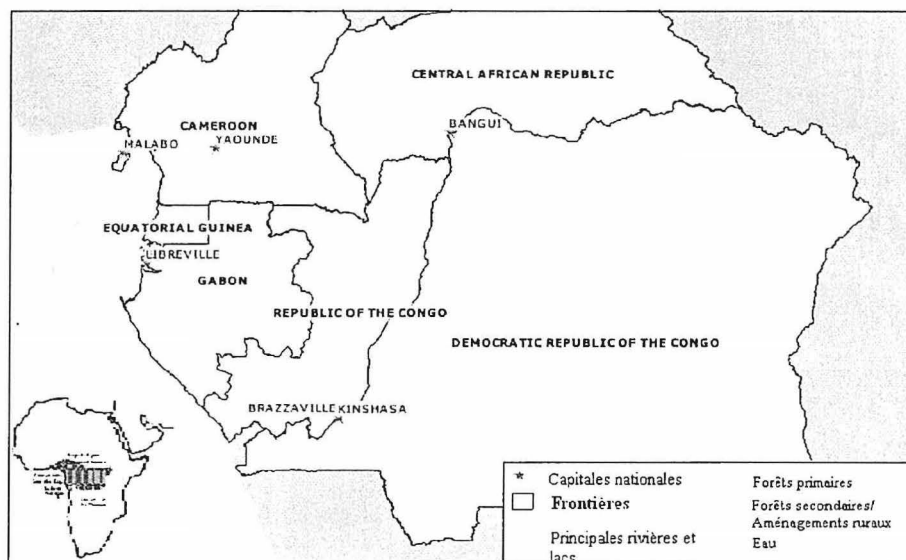 CENTRAL AFRICAN REPUBLIC
BANGUI
CAMEROON
YAOUNDE
MALABO
EQUATORIAL GUINEA
LIBREVILLE
GABON
REPUBLIC OF THE CONGO
DEMOCRATIC REPUBLIC OF THE CONGO
BRAZZAVILLE KINSHASA
Capitales nationales
Frontières
Principales rivières et
lacs
Forêts primaires
Forêts secondaires/
Aménagements ruraux
Eau